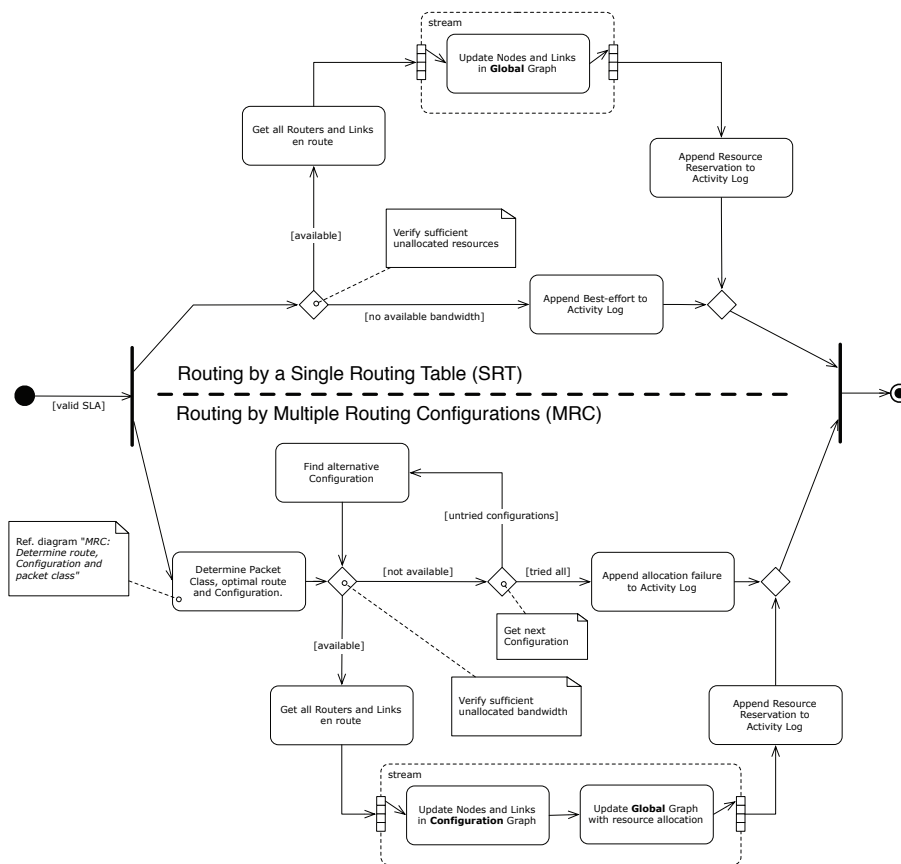 stream
Update Nodes and Links
in Global Graph
Get all Routers and Links
en route
Append Resource
Reservation to
Activity Log
[available]
Verify sufficient
unallocated resources
Append Best-effort to
Activity Log
[no available bandwidth]
Routing by a Single Routing Table (SRT)
[valid SLA]
Routing by Multiple Routing Configurations (MRC)
Find alternative
Configuration
[untried configurations]
Ref. diagram "MRC:
Determine route,
Configuration and
packet class"
Determine Packet
Class, optimal route
and Configuration.
[not available]
[tried all]
Append allocation failure
to Activity Log
Get next
Configuration
[available]
Get all Routers and Links
en route
Verify sufficient
unallocated bandwidth
Append Resource
Reservation to
Activity Log
stream
Update Nodes and Links
in Configuration Graph
Update Global Graph
with resource allocation